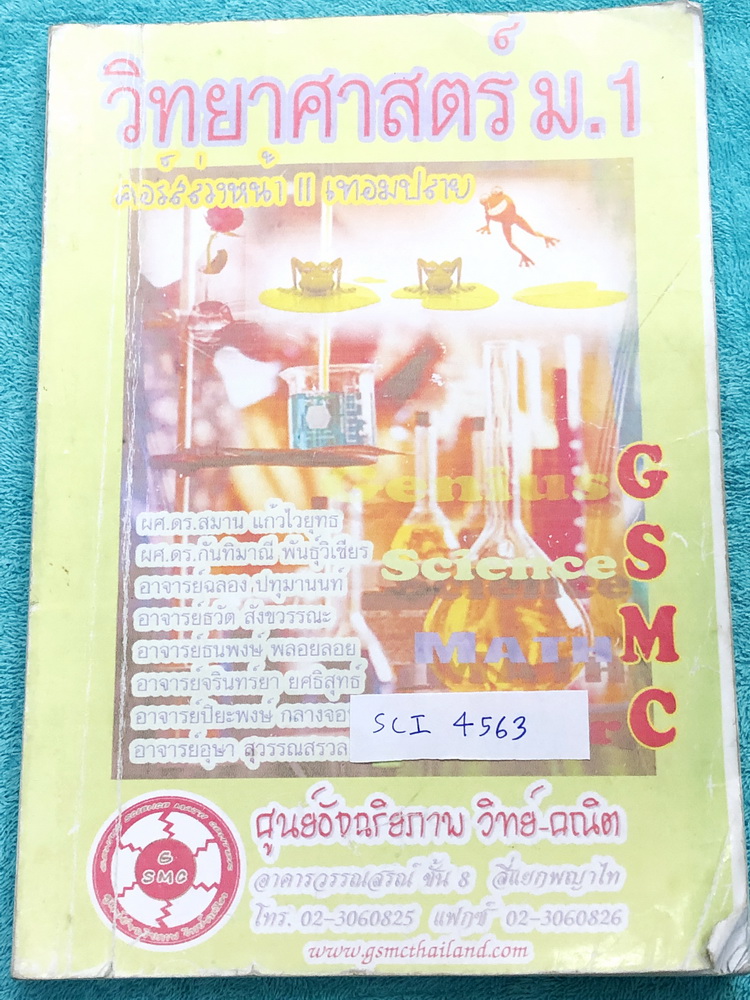 วิทยาศาสตร์ ม.1
คอร์สล่วงหน้า II เทอมปลาย
Genius
Science
MATH
G
S
M
C
ผศ.ดร.สมาน แก้วไวยุทธ
ผศ.ดร.กันทิมาณี พันธุ์วิเชียร
อาจารย์ฉลอง ปทุมานนท์
อาจารย์ธวัด สังขวรรณะ
อาจารย์ธนพงษ์ พลอยลอย
อาจารย์จรินทร์ยา ยศธิสุทธ์
อาจารย์ปิยะพงษ์
อาจารย์อุษา สุวรรณสรวล
SCI 4563
G
SMC
ศูนย์อัจฉริยภาพ วิทย์-คณิต
อาคารวรรณสรณ์ ชั้น 8 สี่แยกพญาไท
โทร. 02-3060825 แฟกซ์ 02-3060826
www.gsmcthailand.com